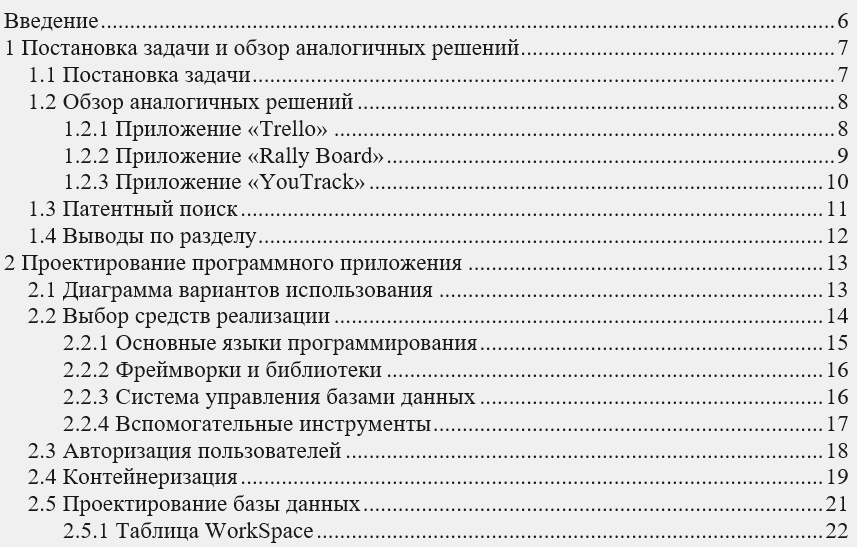 Введение 6
1 Постановка задачи и обзор аналогичных решений 7
1.1 Постановка задачи 7
1.2 Обзор аналогичных решений 8
1.2.1 Приложение «Trello» 8
1.2.2 Приложение «Rally Board» 9
1.2.3 Приложение «YouTrack» 10
1.3 Патентный поиск 11
1.4 Выводы по разделу 12
2 Проектирование программного приложения 13
2.1 Диаграмма вариантов использования 13
2.2 Выбор средств реализации 14
2.2.1 Основные языки программирования 15
2.2.2 Фреймворки и библиотеки 16
2.2.3 Система управления базами данных 16
2.2.4 Вспомогательные инструменты 17
2.3 Авторизация пользователей 18
2.4 Контейнеризация 19
2.5 Проектирование базы данных 21
2.5.1 Таблица WorkSpace 22